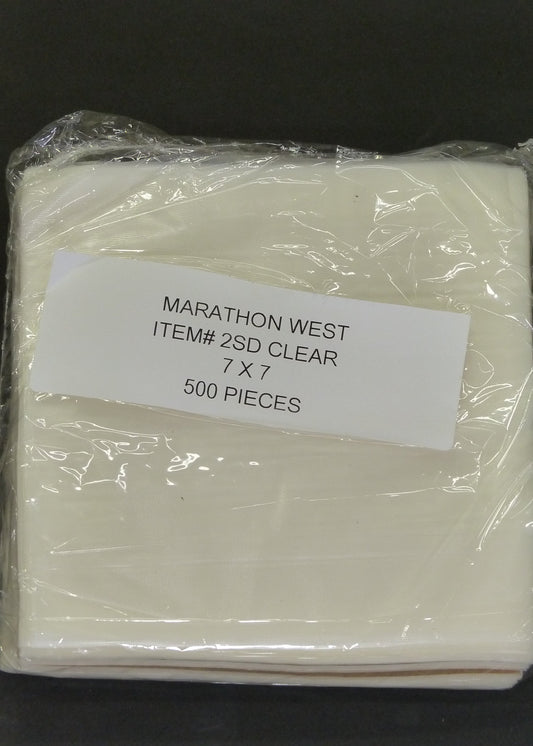 MARATHON WEST
ITEM# 2SD CLEAR
7 X 7
500 PIECES